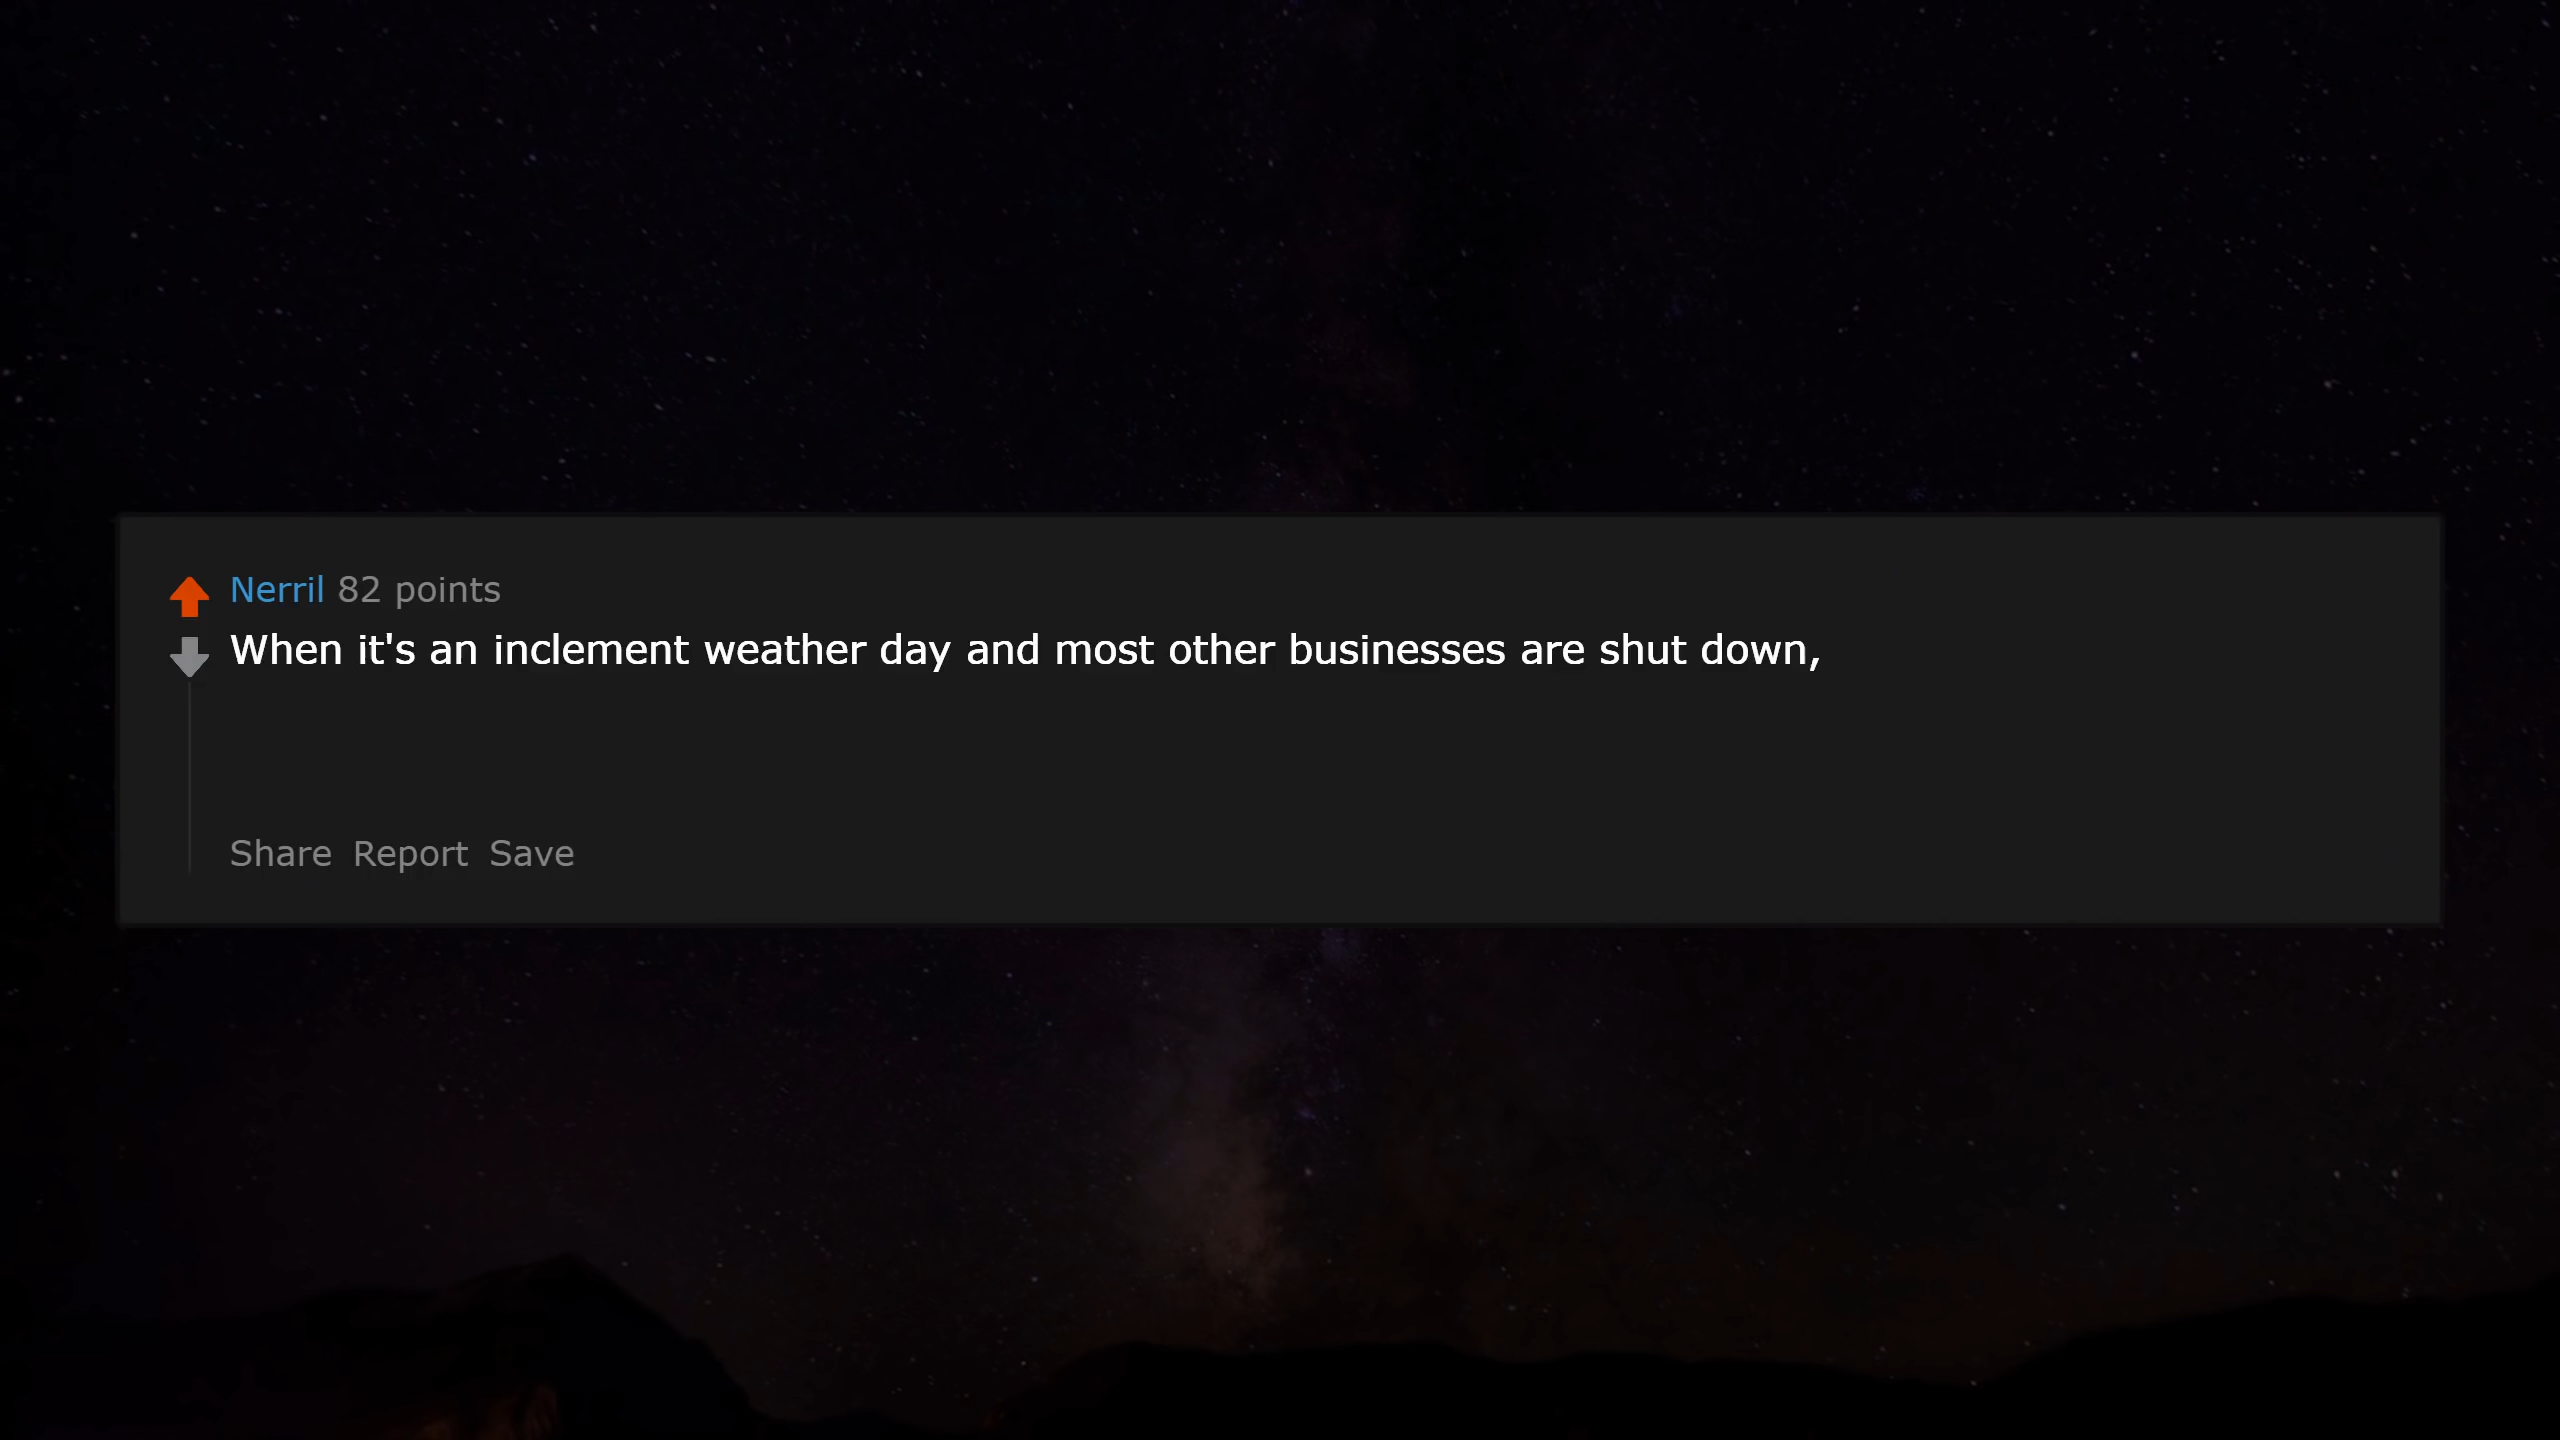 Nerril 82 points
When it's an inclement weather day and most other businesses are shut down,
Share Report Save